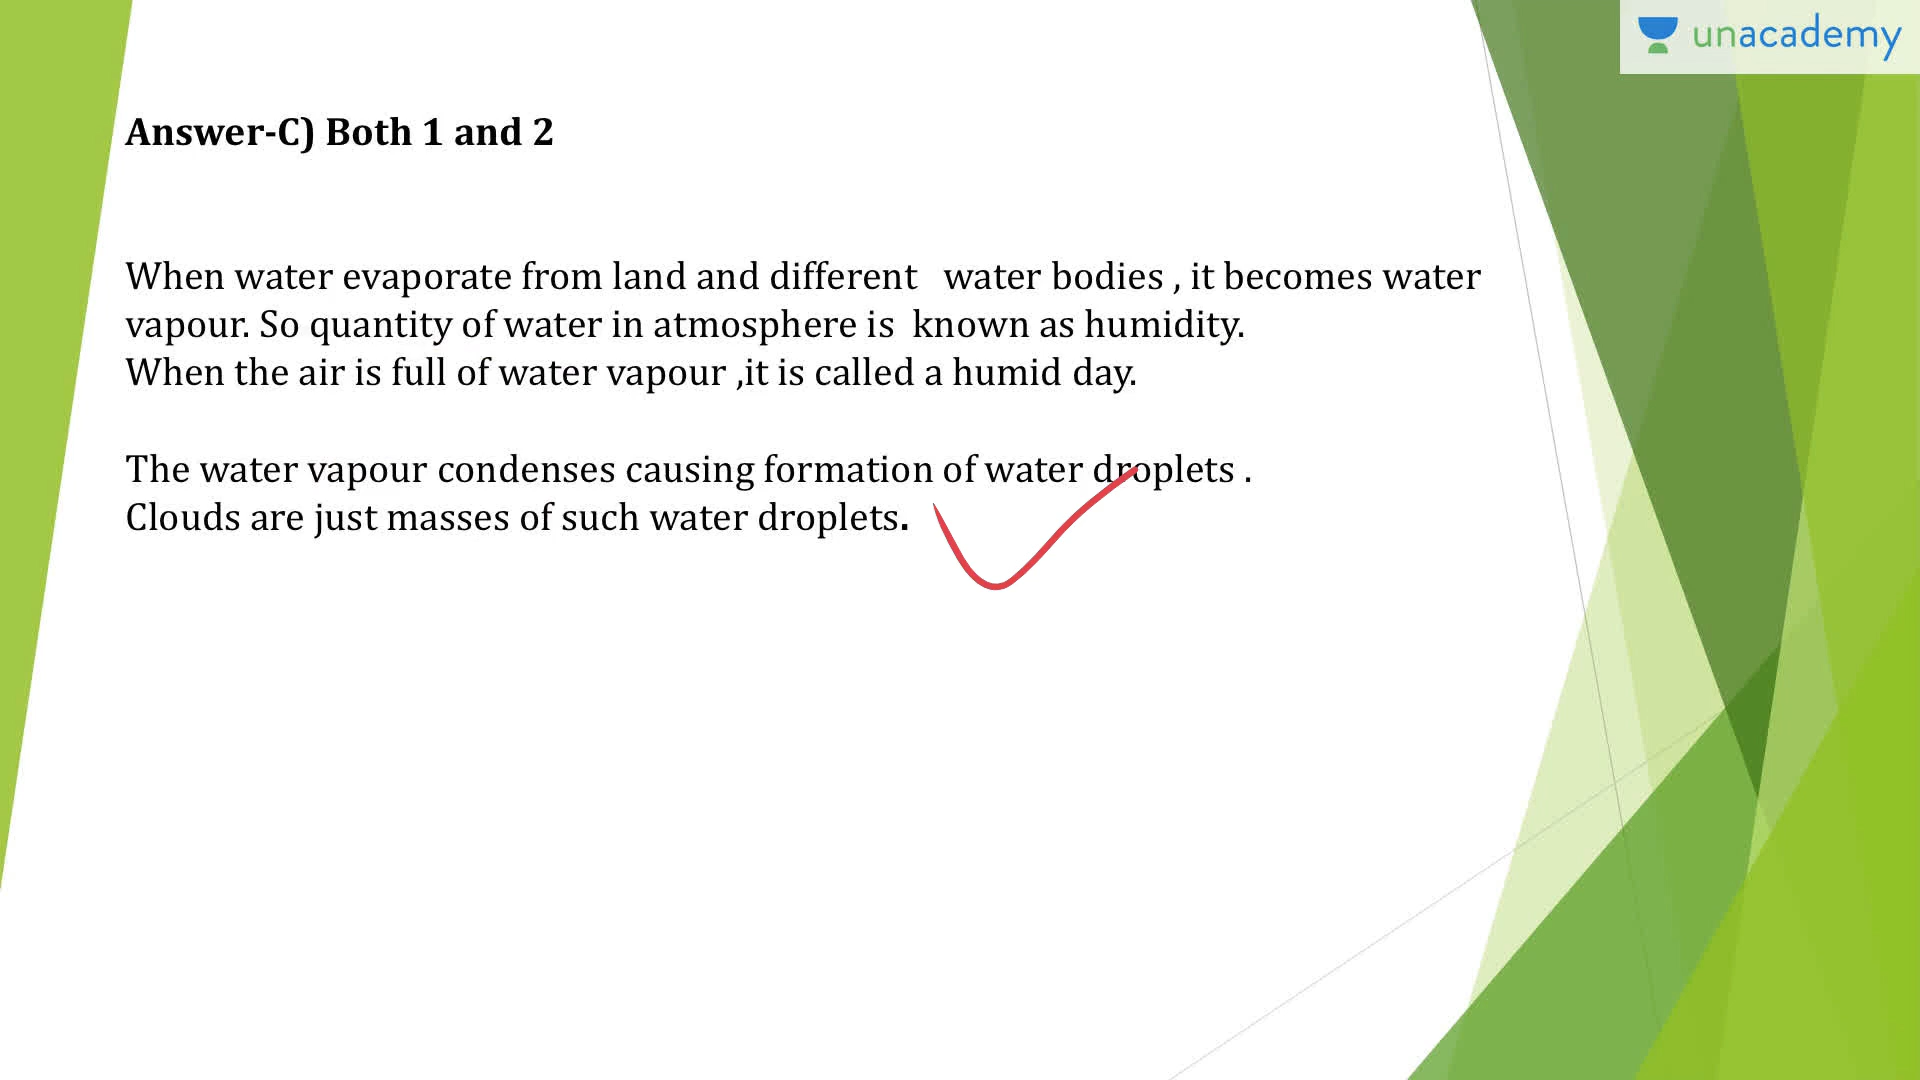 unacademy
Answer-C) Both 1 and 2
When water evaporate from land and different   water bodies , it becomes water
vapour. So quantity of water in atmosphere is  known as humidity.
When the air is full of water vapour ,it is called a humid day.
The water vapour condenses causing formation of water droplets .
Clouds are just masses of such water droplets.